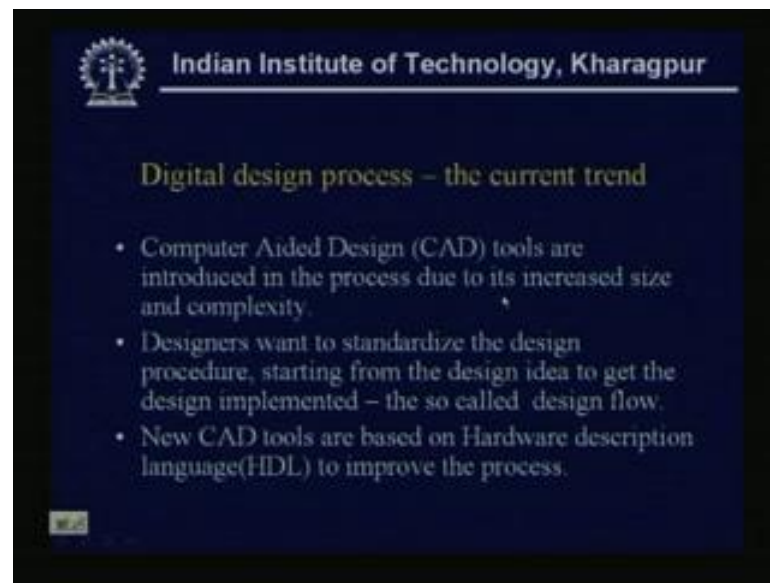 Indian Institute of Technology, Kharagpur
Digital design process – the current trend
• Computer Aided Design (CAD) tools are
introduced in the process due to its increased size
and complexity.
• Designers want to standardize the design
procedure, starting from the design idea to get the
design implemented – the so called design flow.
• New CAD tools are based on Hardware description
language(HDL) to improve the process.